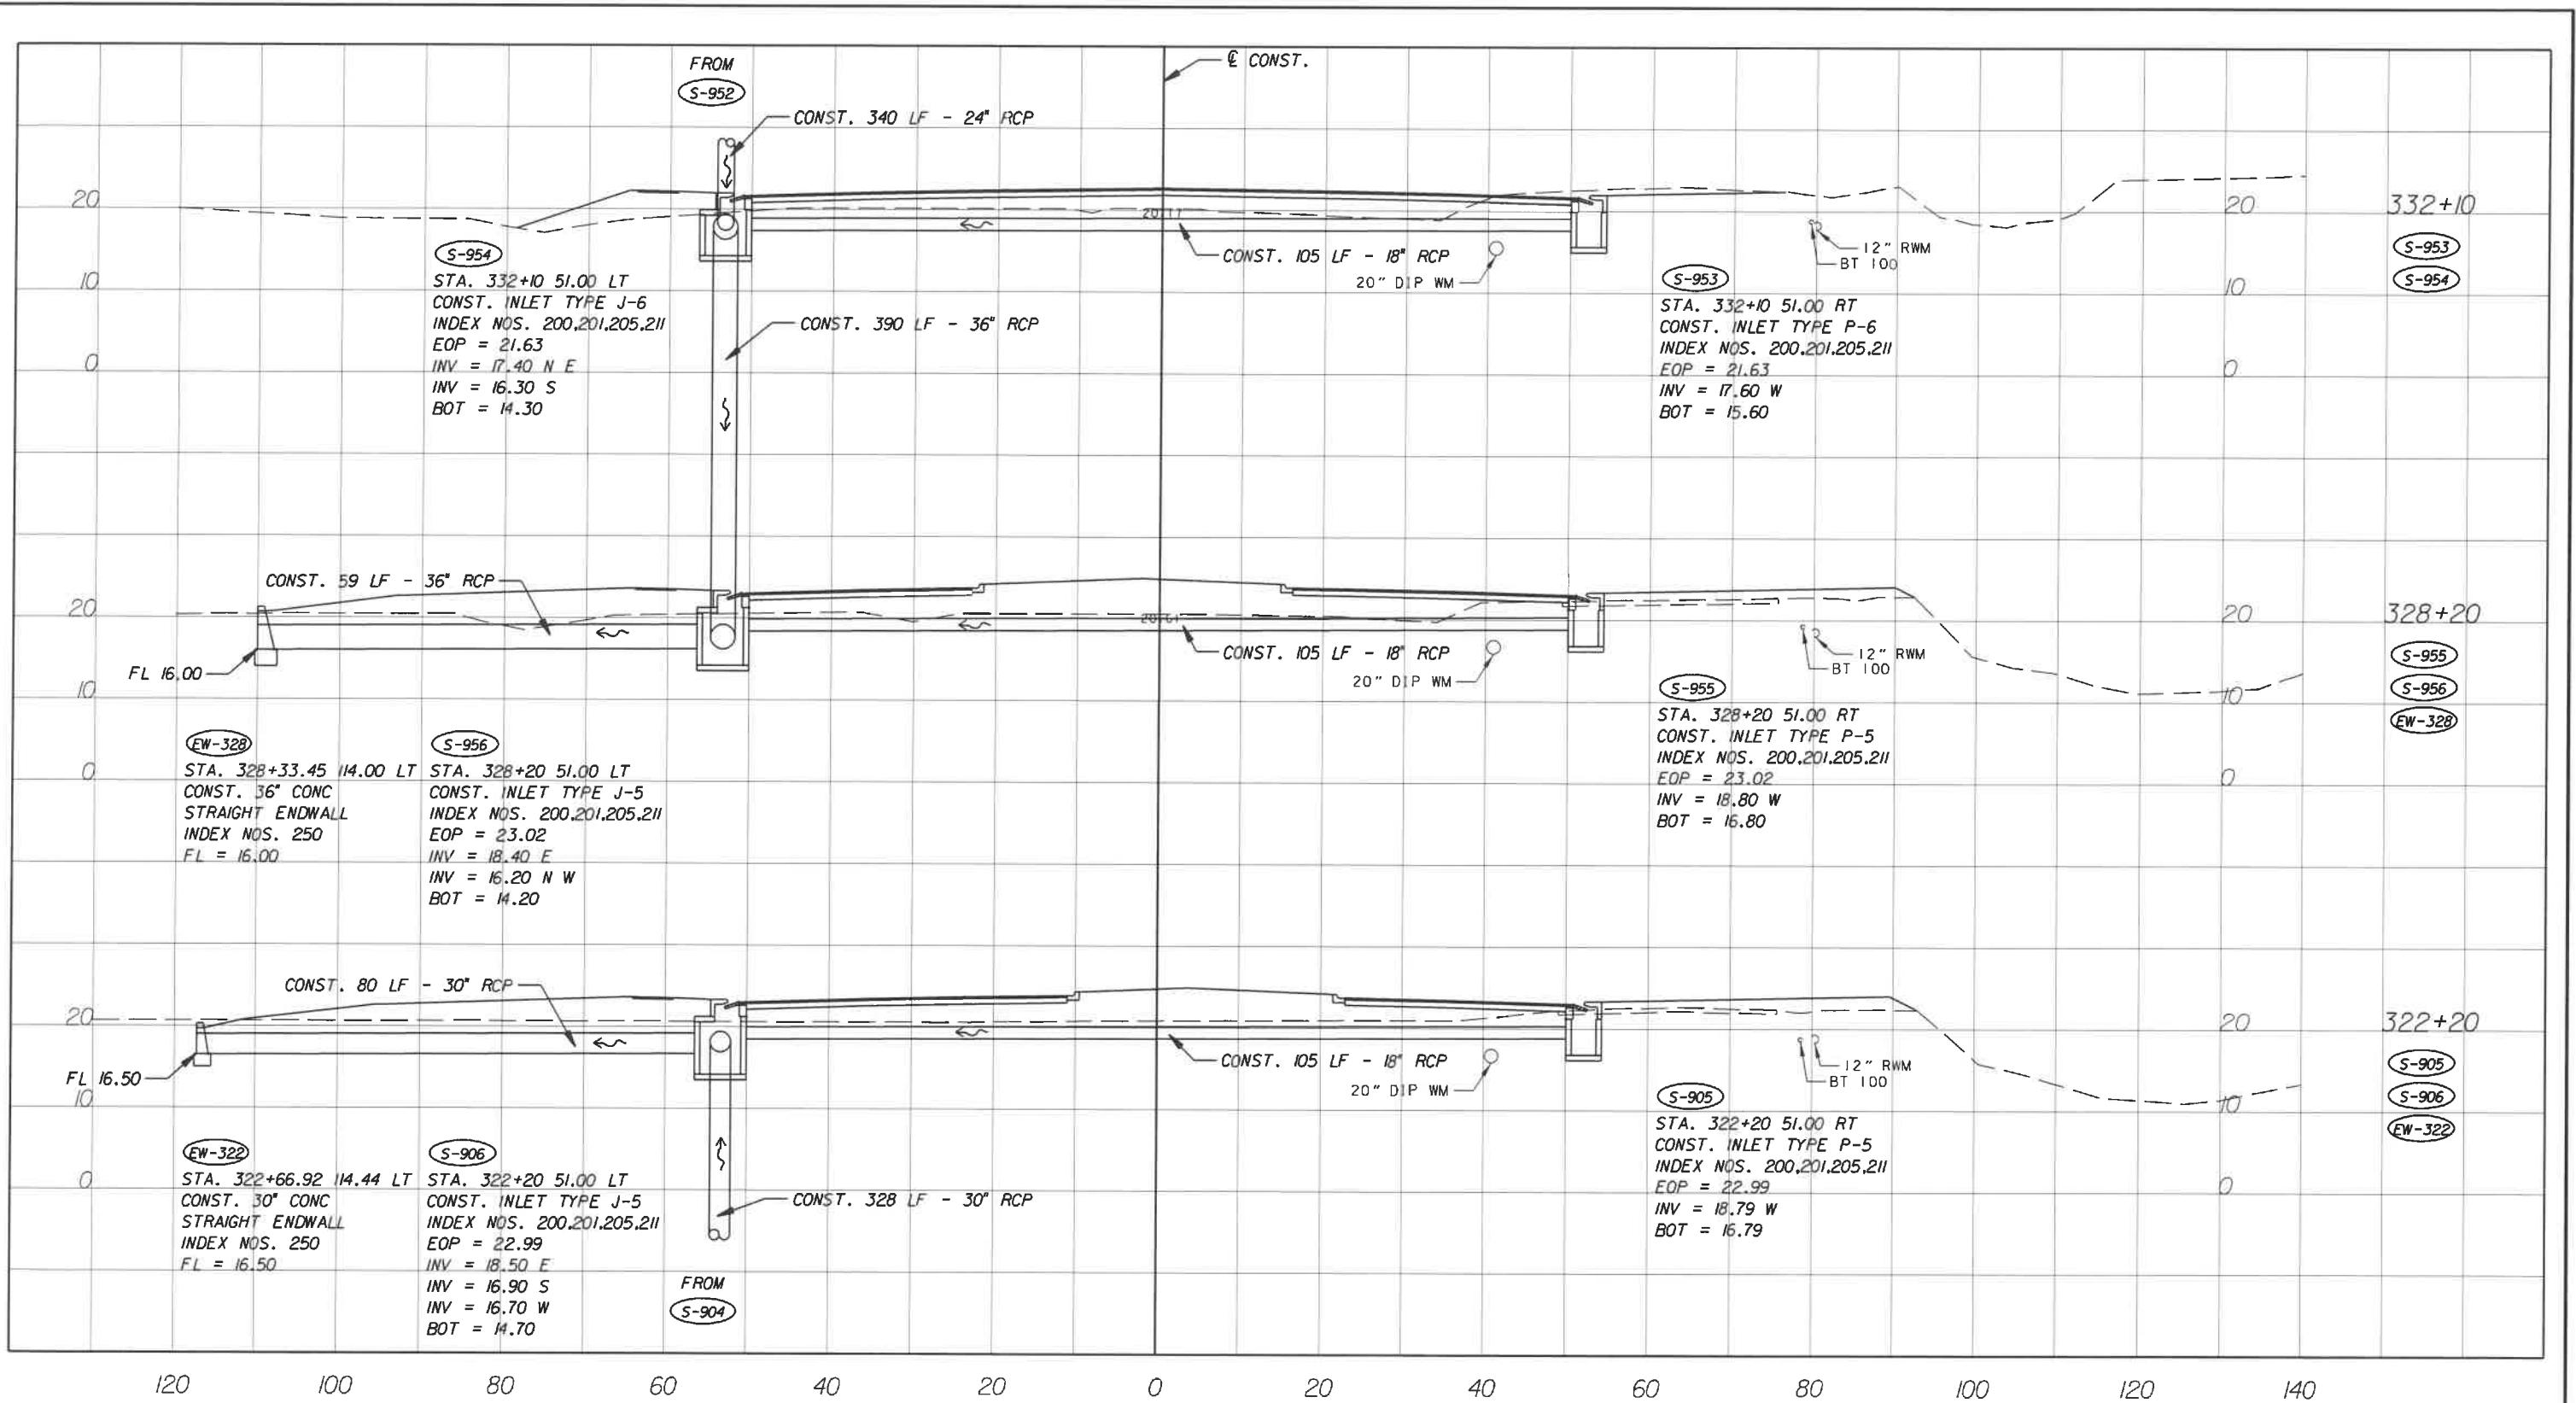 FROM
S-952
℄ CONST.
CONST. 340 LF - 24" RCP
20
20
332+10
S-953
S-954
CONST. 105 LF - 18" RCP
20" DIP WM
12" RWM
BT 100
S-954
STA. 332+10 51.00 LT
CONST. INLET TYPE J-6
INDEX NOS. 200,201,205,211
EOP = 21.63
INV = 17.40 N E
INV = 16.30 S
BOT = 14.30
CONST. 390 LF - 36" RCP
S-953
STA. 332+10 51.00 RT
CONST. INLET TYPE P-6
INDEX NOS. 200,201,205,211
EOP = 21.63
INV = 17.60 W
BOT = 15.60
10
10
0
0
CONST. 59 LF - 36" RCP
20
20
328+20
S-955
S-956
EW-328
FL 16.00
CONST. 105 LF - 18" RCP
20" DIP WM
12" RWM
BT 100
10
10
EW-328
STA. 328+33.45 114.00 LT
CONST. 36" CONC
STRAIGHT ENDWALL
INDEX NOS. 250
FL = 16.00
S-956
STA. 328+20 51.00 LT
CONST. INLET TYPE J-5
INDEX NOS. 200,201,205,211
EOP = 23.02
INV = 18.40 E
INV = 16.20 N W
BOT = 14.20
S-955
STA. 328+20 51.00 RT
CONST. INLET TYPE P-5
INDEX NOS. 200,201,205,211
EOP = 23.02
INV = 18.80 W
BOT = 16.80
0
0
CONST. 80 LF - 30" RCP
20
20
322+20
S-905
S-906
EW-322
FL 16.50
CONST. 105 LF - 18" RCP
20" DIP WM
12" RWM
BT 100
10
10
EW-322
STA. 322+66.92 114.44 LT
CONST. 30" CONC
STRAIGHT ENDWALL
INDEX NOS. 250
FL = 16.50
S-906
STA. 322+20 51.00 LT
CONST. INLET TYPE J-5
INDEX NOS. 200,201,205,211
EOP = 22.99
INV = 18.50 E
INV = 16.90 S
INV = 16.70 W
BOT = 14.70
CONST. 328 LF - 30" RCP
FROM
S-904
S-905
STA. 322+20 51.00 RT
CONST. INLET TYPE P-5
INDEX NOS. 200,201,205,211
EOP = 22.99
INV = 18.79 W
BOT = 16.79
0
0
120 100 80 60 40 20 0 20 40 60 80 100 120 140